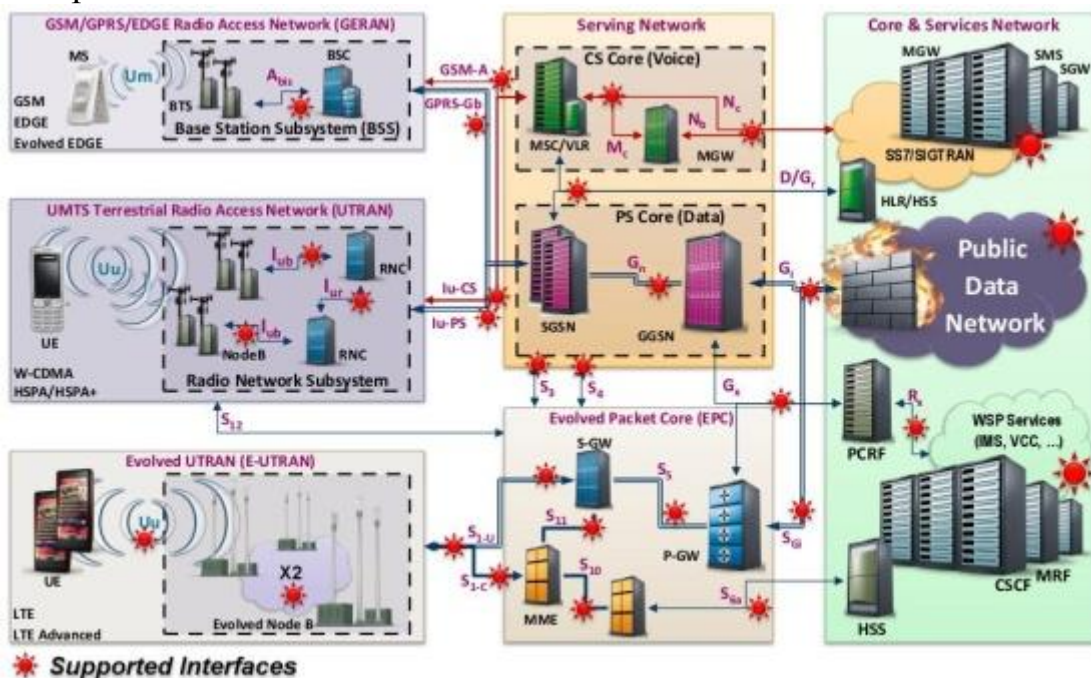 GSM/GPRS/EDGE Radio Access Network (GERAN)
MS
Um
BTS
Abis
BSC
GSM
EDGE
Evolved EDGE
Base Station Subsystem (BSS)
GSM-A
GPRS-Gb
Serving Network
CS Core (Voice)
MSC/VLR
Mc
MGW
Nc
Nb
D/Gr
PS Core (Data)
SGSN
Gn
GGSN
Gi
Core & Services Network
MGW
SMS
SGW
SS7/SIGTRAN
HLR/HSS
Public
Data
Network
UMTS Terrestrial Radio Access Network (UTRAN)
Uu
UE
Iub
RNC
Iur
Iub
NodeB
RNC
W-CDMA
HSPA/HSPA+
Radio Network Subsystem
Iu-CS
Iu-PS
S12
S3
S4
Gx
Rx
PCRF
WSP Services
(IMS, VCC, ...)
CSCF
MRF
HSS
Evolved Packet Core (EPC)
S-GW
S5
S11
P-GW
SGi
S10
MME
S6a
Evolved UTRAN (E-UTRAN)
Uu
UE
X2
Evolved Node B
LTE
LTE Advanced
S1-U
S1-C
Supported Interfaces